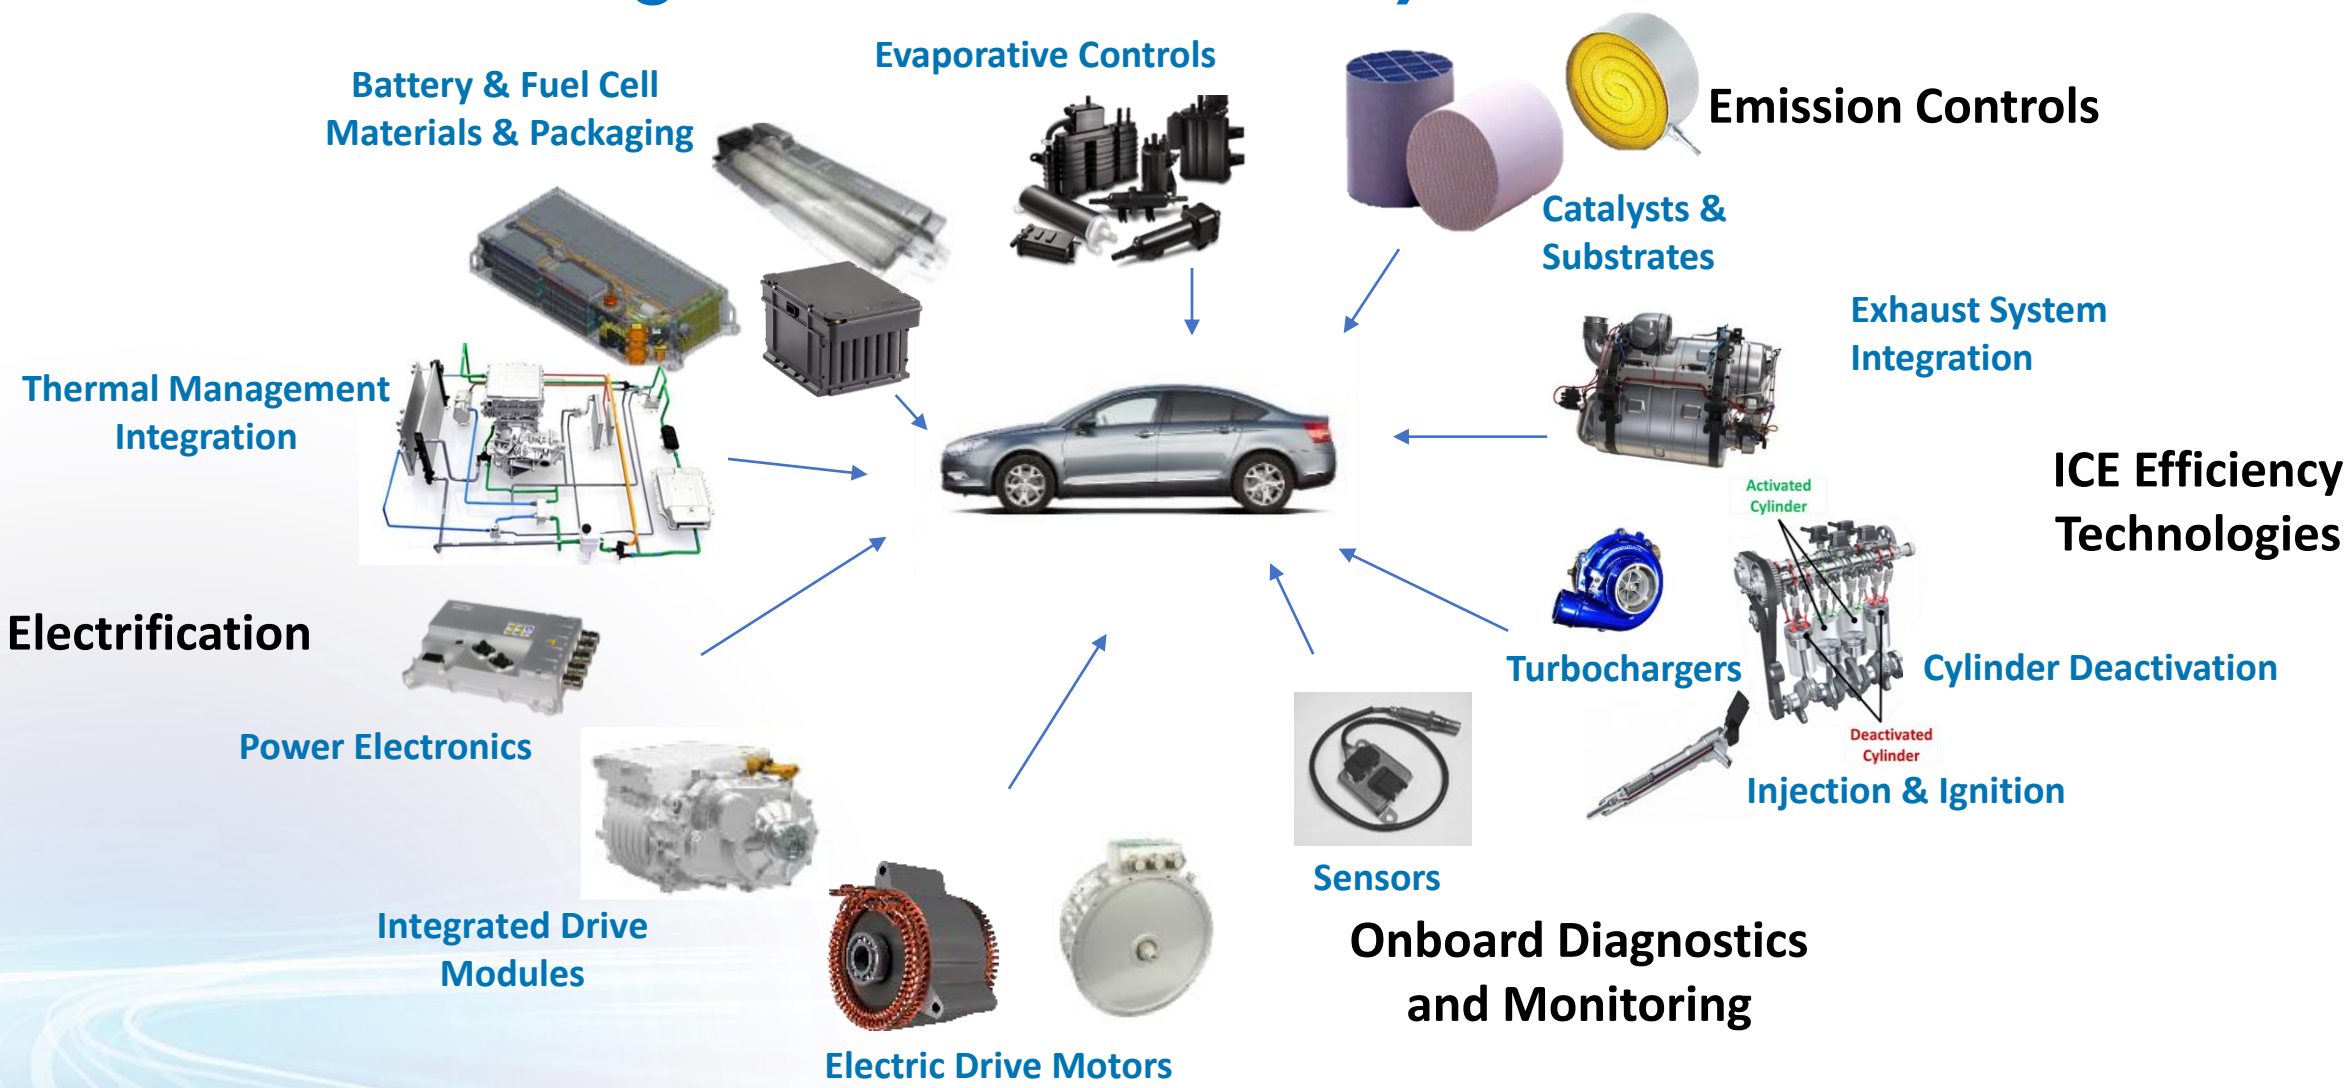 Evaporative Controls
Battery & Fuel Cell
Materials & Packaging
Emission Controls
Catalysts &
Substrates
Exhaust System
Integration
Thermal Management
Integration
ICE Efficiency
Technologies
Activated
Cylinder
Electrification
Turbochargers
Cylinder Deactivation
Deactivated
Cylinder
Power Electronics
Injection & Ignition
Sensors
Integrated Drive
Modules
Onboard Diagnostics
and Monitoring
Electric Drive Motors